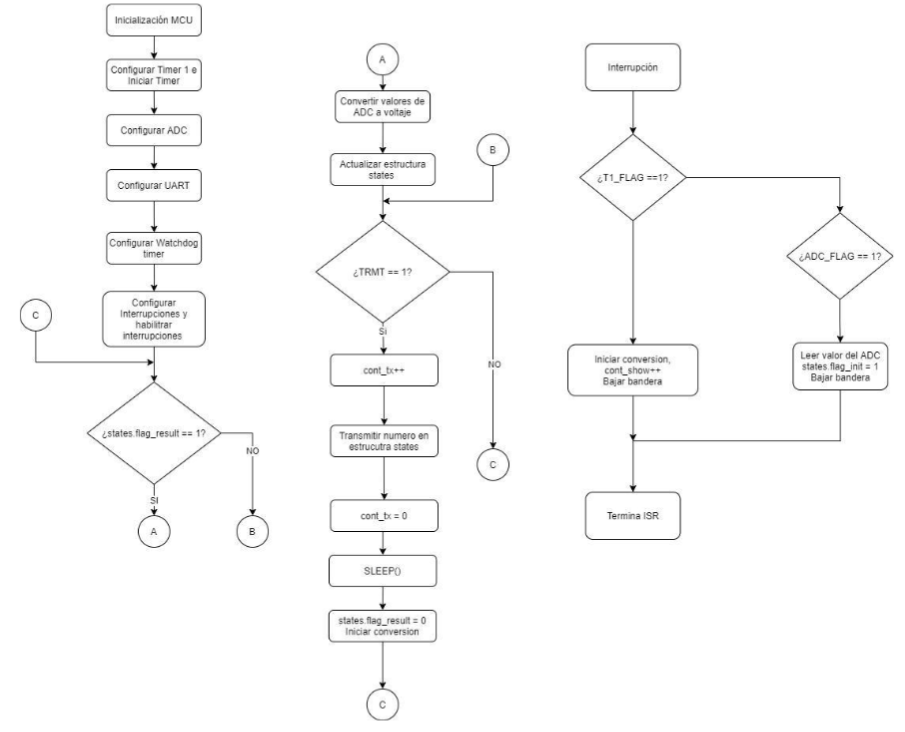 Inicialización MCU
Configurar Timer 1 e
Iniciar Timer
Configurar ADC
Configurar UART
Configurar Watchdog
timer
Configurar
Interrupciones y
habilitrar
interrupciones
C
¿states.flag_result == 1?
NO
SI
A
B
A
Convertir valores de
ADC a voltaje
Actualizar estructura
states
B
¿TRMT == 1?
Si
NO
cont_tx++
Transmitir numero en
estrucutra states
C
cont_tx = 0
SLEEP()
states.flag_result = 0
Iniciar conversion
C
Interrupción
¿T1_FLAG ==1?
¿ADC_FLAG == 1?
Iniciar conversion,
cont_show++
Bajar bandera
Leer valor del ADC
states.flag_init = 1
Bajar bandera
Termina ISR